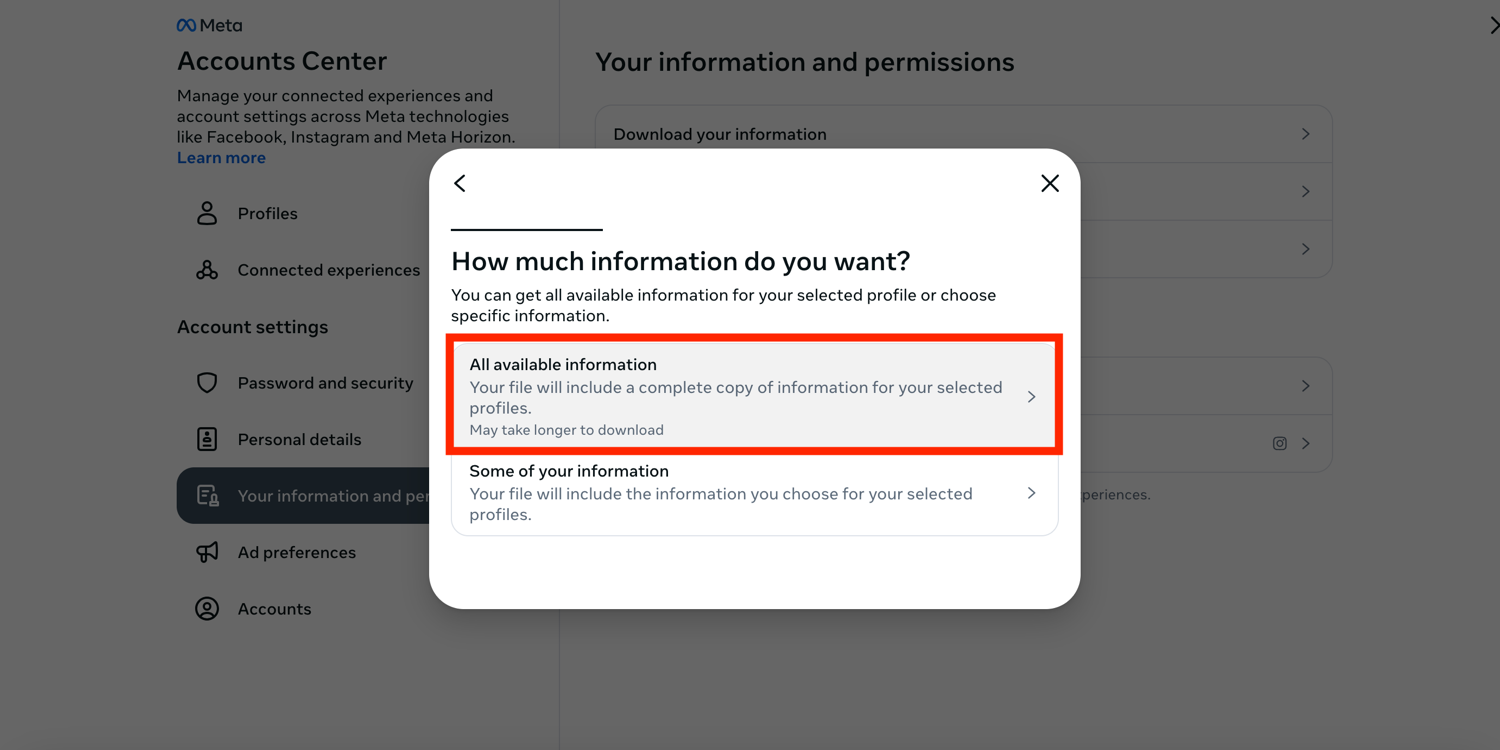 Meta
Accounts Center
Manage your connected experiences and
account settings across Meta technologies
like Facebook, Instagram and Meta Horizon.
Learn more
Profiles
Connected experiences
Account settings
Password and security
Personal details
Your information and per
Ad preferences
Accounts
Your information and permissions
Download your information
How much information do you want?
You can get all available information for your selected profile or choose
specific information.
All available information
Your file will include a complete copy of information for your selected
profiles.
May take longer to download
Some of your information
Your file will include the information you choose for your selected
profiles.
periences.